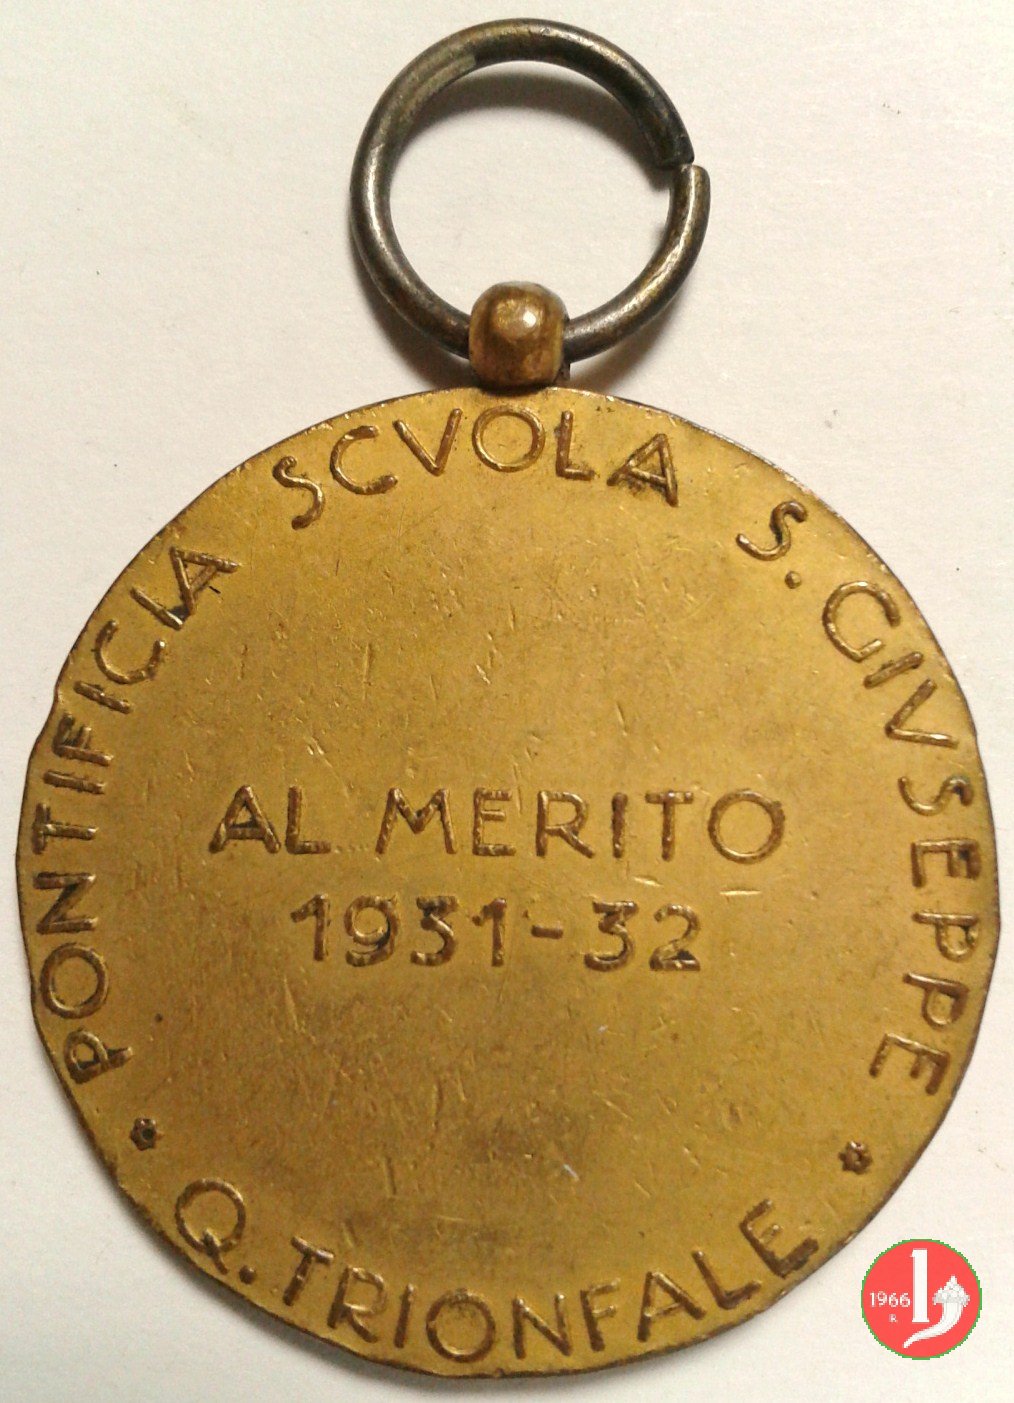 PONTIFICIA SCVOLA S. GIVSEPPE
AL MERITO
1931-32
* Q. TRIONFALE *
1966
R